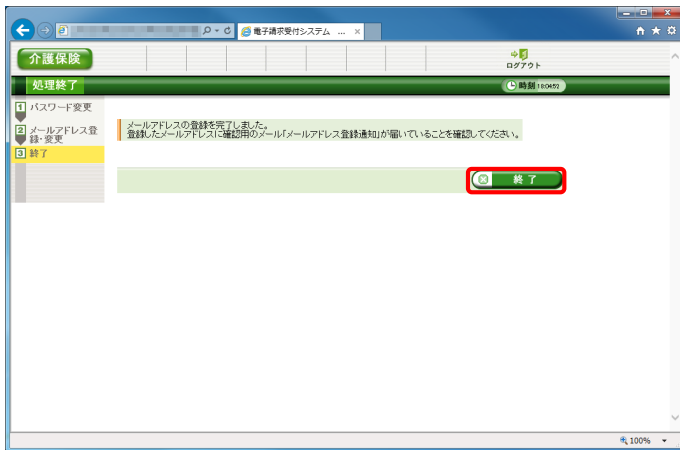 電子請求受付システム ...
介護保険
ログアウト
処理終了
時刻 18:04:52
1 パスワード変更
2 メールアドレス登
録・変更
3 終了
メールアドレスの登録を完了しました。
登録したメールアドレスに確認用のメール「メールアドレス登録通知」が届いていることを確認してください。
終了
100%